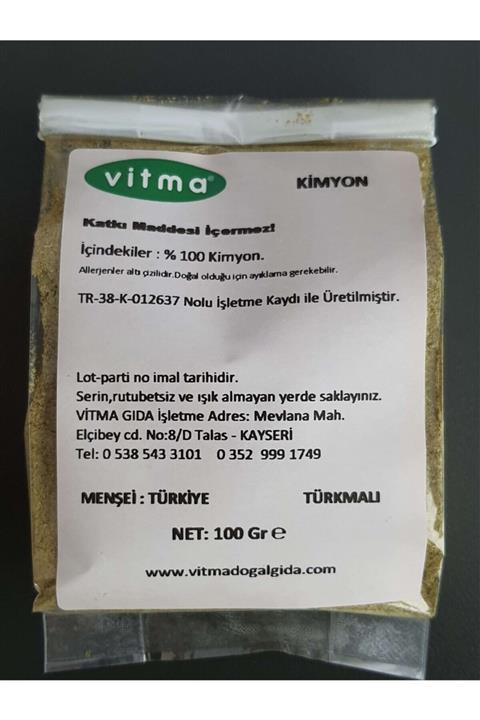 vitma®
KİMYON
Katkı Maddesi İçermez!
İçindekiler : % 100 Kimyon.
Allerjenler altı çizilidir.Doğal olduğu için ayıklama gerekebilir.
TR-38-K-012637 Nolu İşletme Kaydı ile Üretilmiştir.
Lot-parti no imal tarihidir.
Serin,rutubetsiz ve ışık almayan yerde saklayınız.
VİTMA GIDA İşletme Adres: Mevlana Mah.
Elçibey cd. No:8/D Talas - KAYSERİ
Tel: 0 538 543 3101 0 352 999 1749
MENŞEİ : TÜRKİYE TÜRKMALI
NET: 100 Gr ℮
www.vitmadogalgida.com